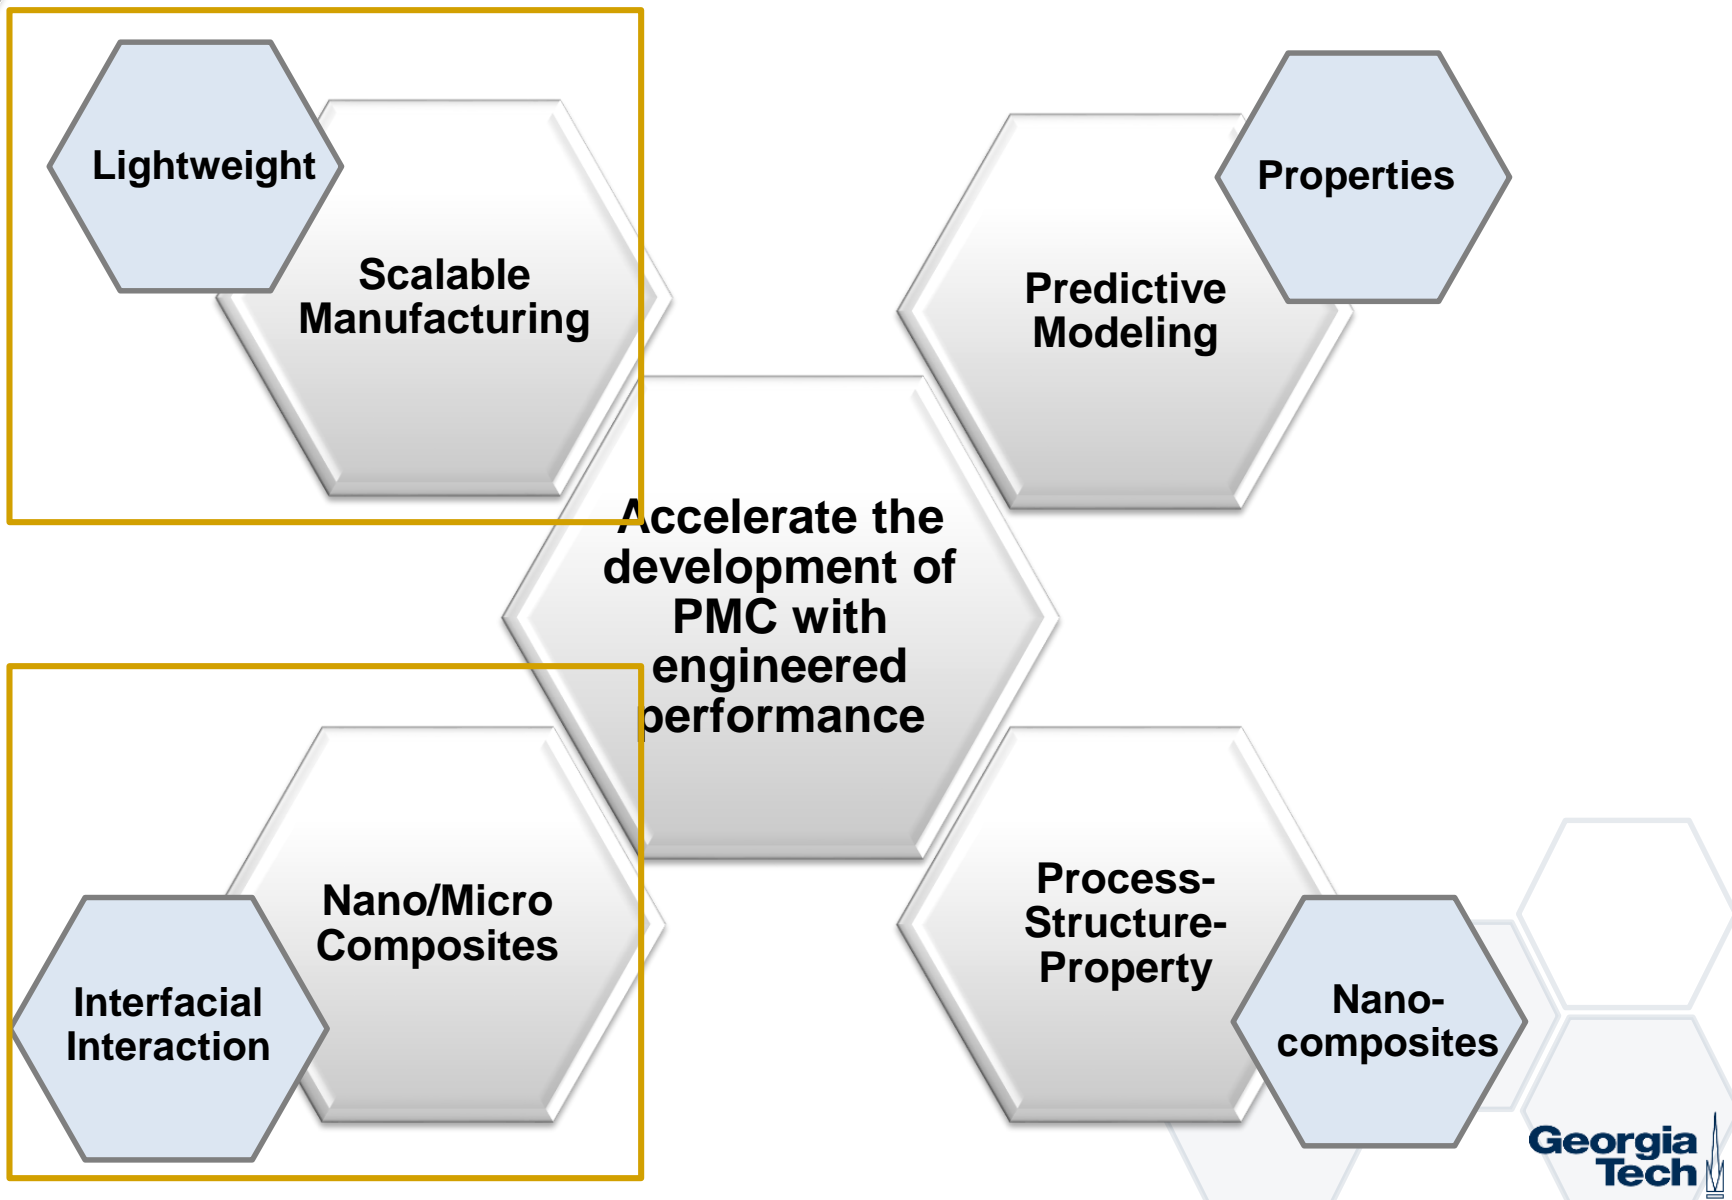 Lightweight
Scalable
Manufacturing
Properties
Predictive
Modeling
Accelerate the
development of
PMC with
engineered
performance
Nano/Micro
Composites
Interfacial
Interaction
Process-
Structure-
Property
Nano-
composites
Georgia
Tech